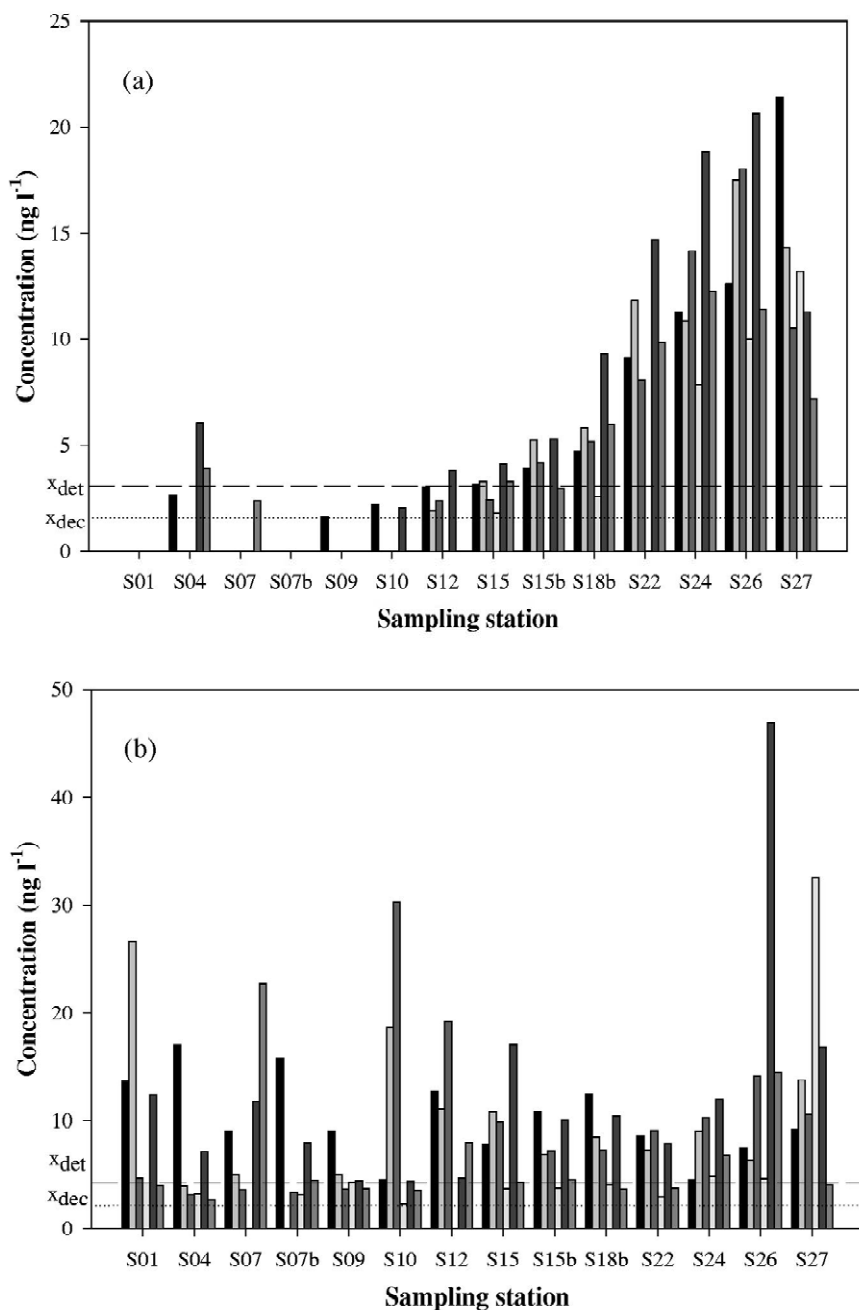 25
(a)
20
15
10
5
xdet
xdec
0
Concentration (ng l-1)
S01 S04 S07 S07b S09 S10 S12 S15 S15b S18b S22 S24 S26 S27
Sampling station
50
(b)
40
30
20
10
xdet
xdec
0
Concentration (ng l-1)
S01 S04 S07 S07b S09 S10 S12 S15 S15b S18b S22 S24 S26 S27
Sampling station